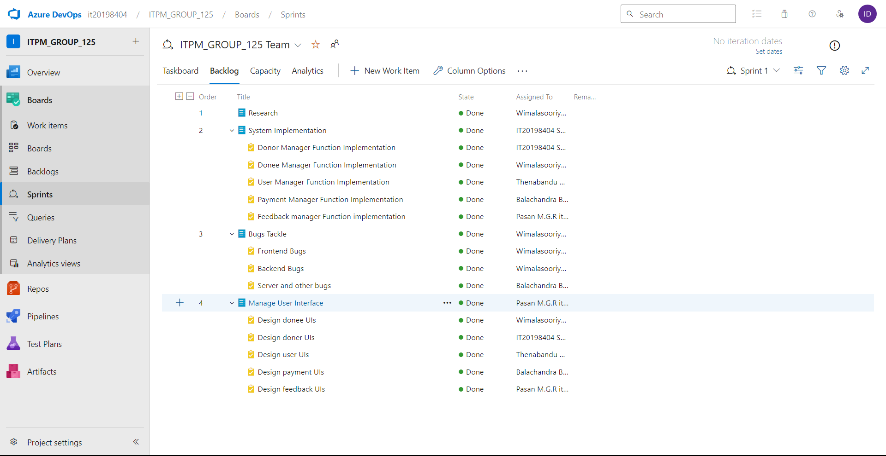 Azure DevOps it20198404 / ITPM_GROUP_125 / Boards / Sprints
Search
ID
I ITPM_GROUP_125 +
Overview
Boards
Work items
Boards
Backlogs
Sprints
Queries
Delivery Plans
Analytics views
Repos
Pipelines
Test Plans
Artifacts
Project settings
ITPM_GROUP_125 Team
No iteration dates
Set dates
Taskboard Backlog Capacity Analytics + New Work Item Column Options ...
Sprint 1
Order Title State Assigned To Rema...
1 Research Done Wimalasooriy...
2 System Implementation Done IT20198404 S...
Donor Manager Function Implementation Done IT20198404 S...
Donee Manager Function Implementation Done Wimalasooriy...
User Manager Function Implementation Done Thenabandu ...
Payment Manager Function Implementation Done Balachandra B...
Feedback manager Function implementation Done Pasan M.G.R it...
3 Bugs Tackle Done Wimalasooriy...
Frontend Bugs Done Wimalasooriy...
Backend Bugs Done Wimalasooriy...
Server and other bugs Done Balachandra B...
+ 4 Manage User Interface ... Done Pasan M.G.R it...
Design donee UIs Done Wimalasooriy...
Design doner UIs Done IT20198404 S...
Design user UIs Done Thenabandu ...
Design payment UIs Done Balachandra B...
Design feedback UIs Done Pasan M.G.R it...